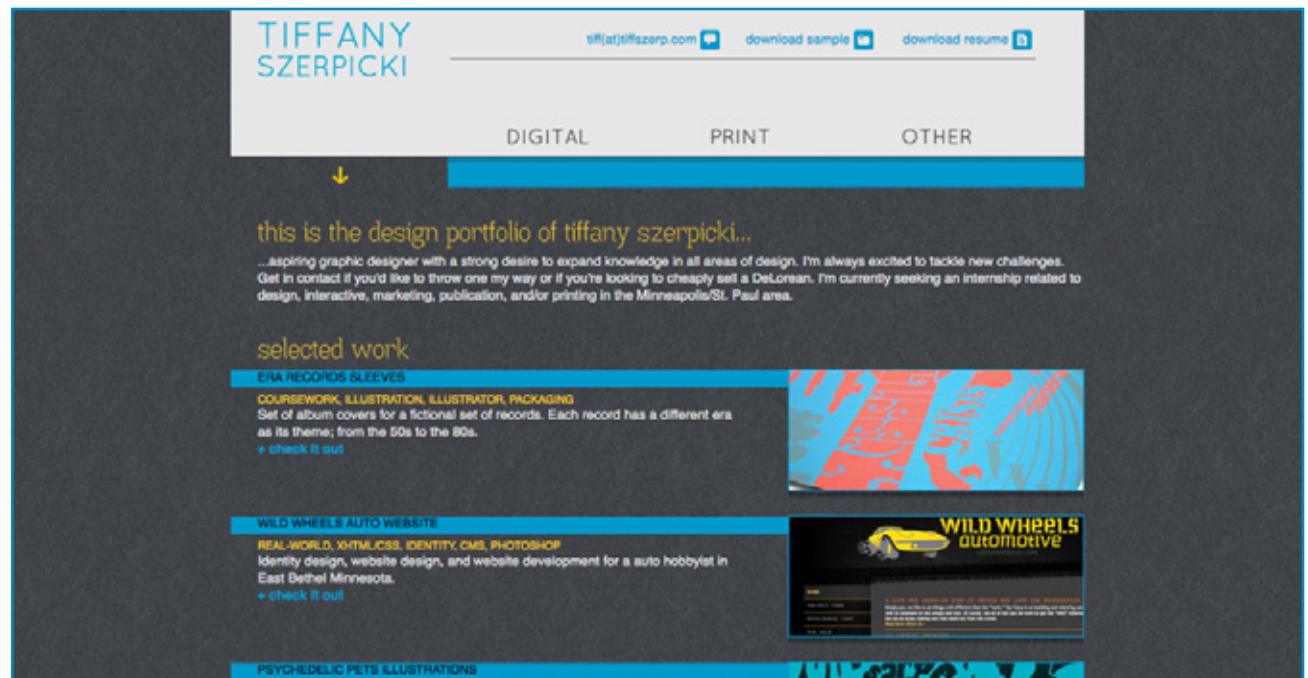 TIFFANY
SZERPICKI
tiff(at)tiffszerp.com
download sample
download resume
DIGITAL
PRINT
OTHER
this is the design portfolio of tiffany szerpicki...
...aspiring graphic designer with a strong desire to expand knowledge in all areas of design. I'm always excited to tackle new challenges.
Get in contact if you'd like to throw one my way or if you're looking to cheaply sell a DeLorean. I'm currently seeking an internship related to
design, interactive, marketing, publication, and/or printing in the Minneapolis/St. Paul area.
selected work
ERA RECORDS SLEEVES
COURSEWORK, ILLUSTRATION, ILLUSTRATOR, PACKAGING
Set of album covers for a fictional set of records. Each record has a different era
as its theme; from the 50s to the 80s.
+ check it out
WILD WHEELS AUTO WEBSITE
REAL-WORLD, XHTML/CSS, IDENTITY, CMS, PHOTOSHOP
Identity design, website design, and website development for a auto hobbyist in
East Bethel Minnesota.
+ check it out
WILD WHEELS
automotive
HOME
PSYCHEDELIC PETS ILLUSTRATIONS